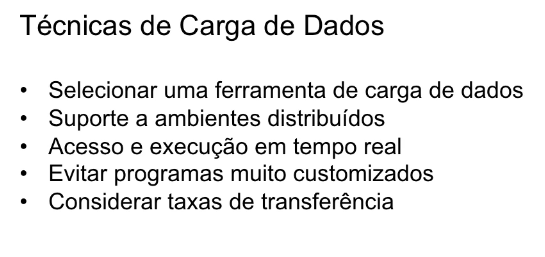 Técnicas de Carga de Dados
• Selecionar uma ferramenta de carga de dados
• Suporte a ambientes distribuídos
• Acesso e execução em tempo real
• Evitar programas muito customizados
• Considerar taxas de transferência